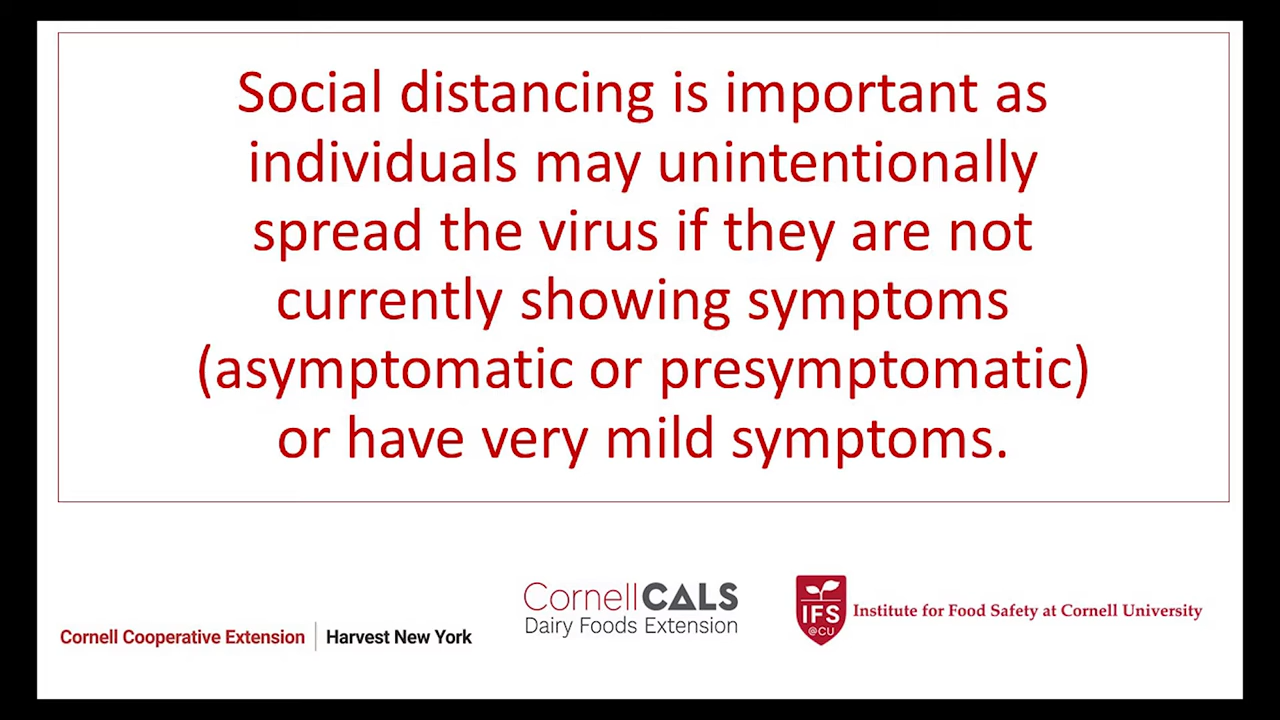 Social distancing is important as
individuals may unintentionally
spread the virus if they are not
currently showing symptoms
(asymptomatic or presymptomatic)
or have very mild symptoms.
Cornell Cooperative Extension | Harvest New York
CornellCALS
Dairy Foods Extension
IFS
@CU
Institute for Food Safety at Cornell University